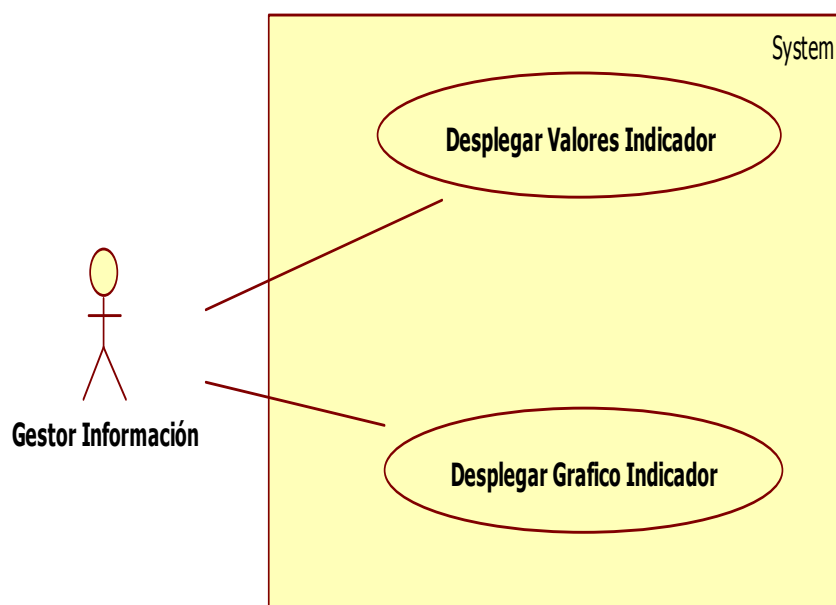 System
Desplegar Valores Indicador
Gestor Información
Desplegar Grafico Indicador